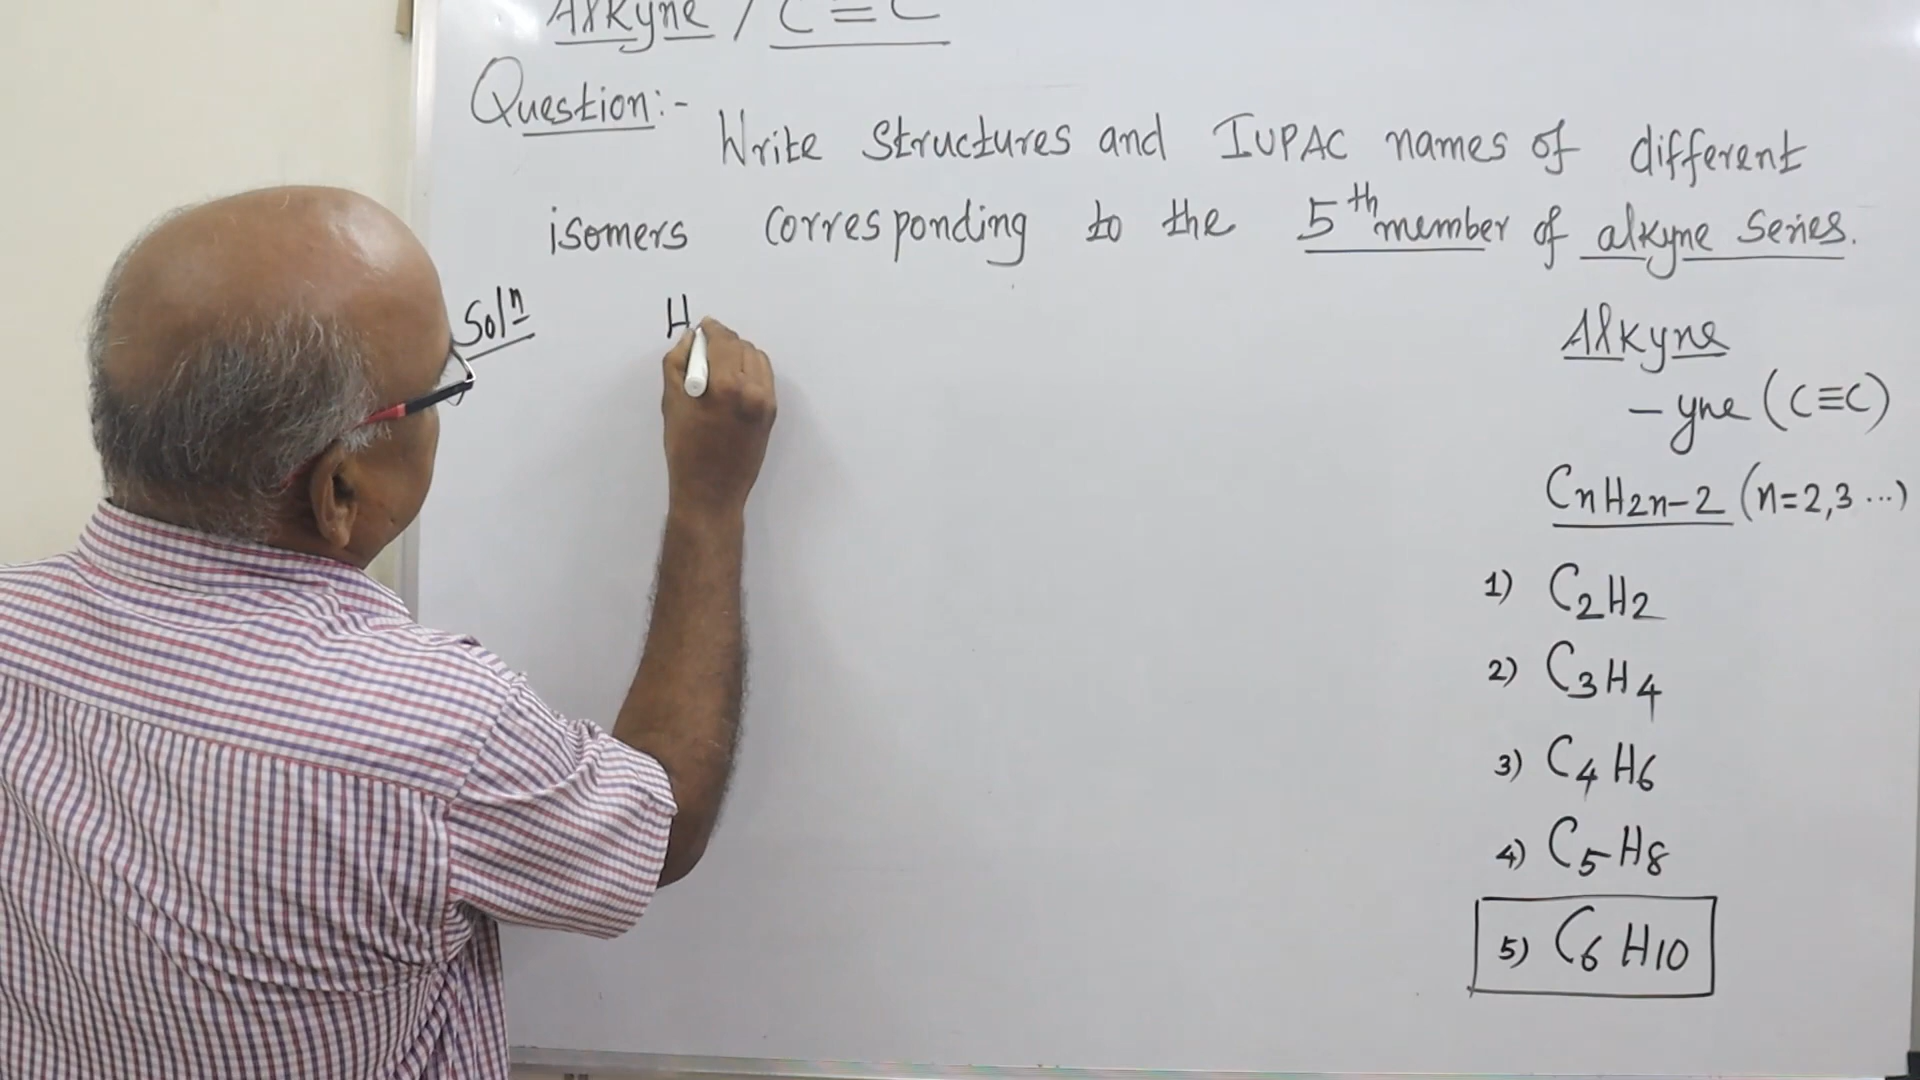 Alkyne / C≡C
Question:-
Write Structures and IUPAC names of different
isomers corresponding to the 5th member of alkyne series.
Solⁿ
H
Alkyne
- yne (C≡C)
CnH2n-2 (n=2,3 ...)
1) C2H2
2) C3H4
3) C4H6
4) C5H8
5) C6H10